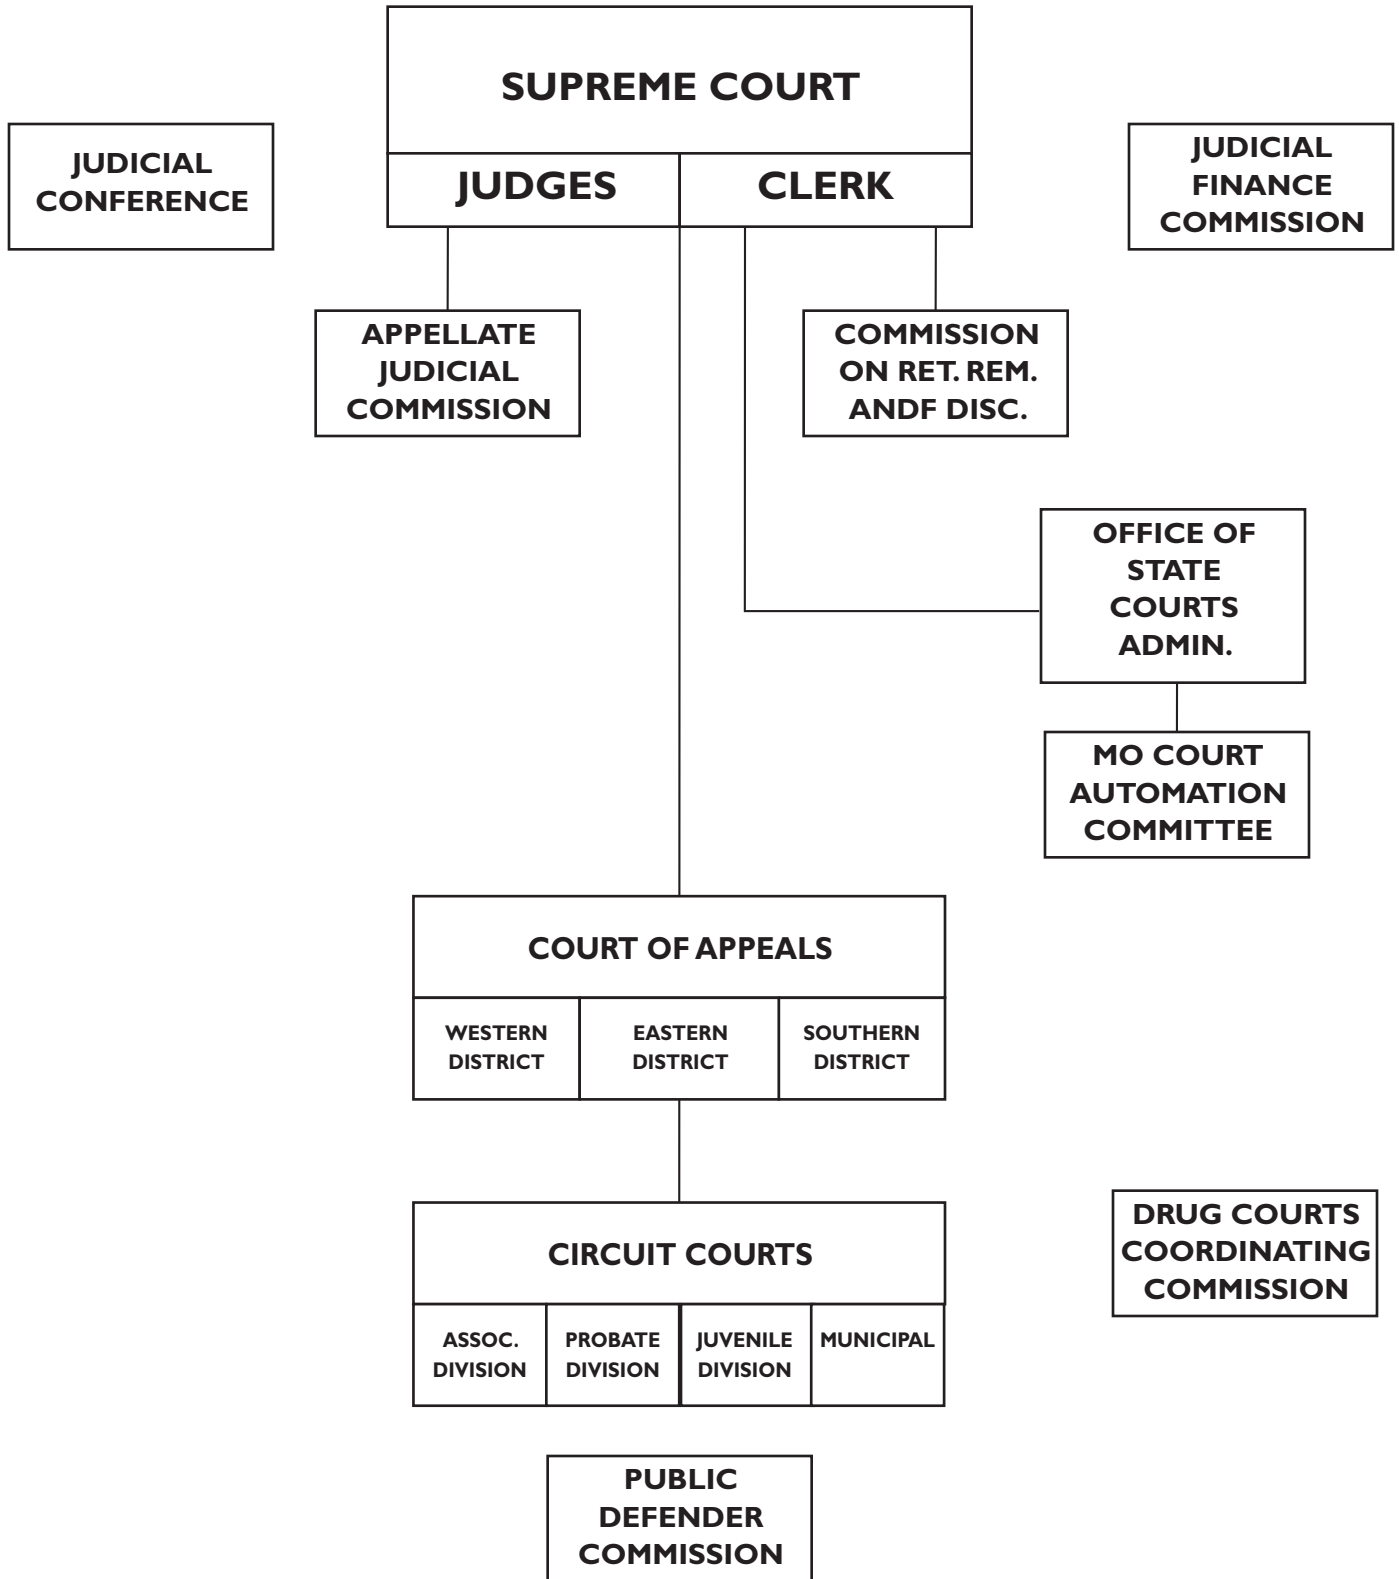 SUPREME COURT
JUDGES
CLERK
JUDICIAL
CONFERENCE
JUDICIAL
FINANCE
COMMISSION
APPELLATE
JUDICIAL
COMMISSION
COMMISSION
ON RET. REM.
ANDF DISC.
OFFICE OF
STATE
COURTS
ADMIN.
MO COURT
AUTOMATION
COMMITTEE
COURT OF APPEALS
WESTERN
DISTRICT
EASTERN
DISTRICT
SOUTHERN
DISTRICT
CIRCUIT COURTS
ASSOC.
DIVISION
PROBATE
DIVISION
JUVENILE
DIVISION
MUNICIPAL
DRUG COURTS
COORDINATING
COMMISSION
PUBLIC
DEFENDER
COMMISSION